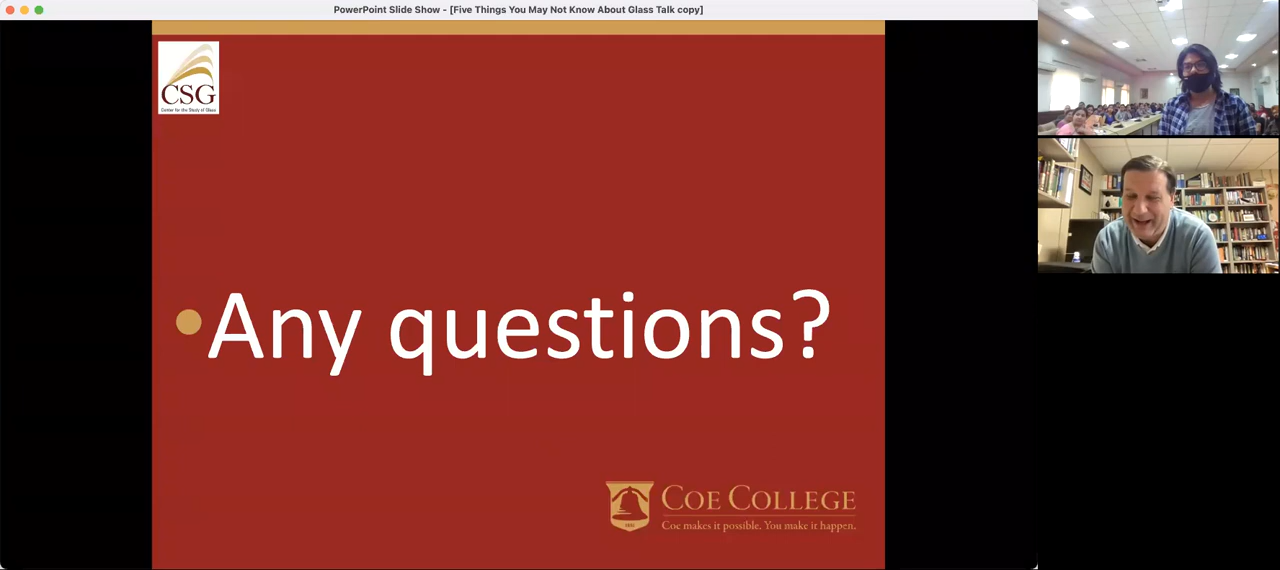 PowerPoint Slide Show - [Five Things You May Not Know About Glass Talk copy]
CSG
Center for the Study of Glass
•Any questions?
1851
COE COLLEGE
Coe makes it possible. You make it happen.